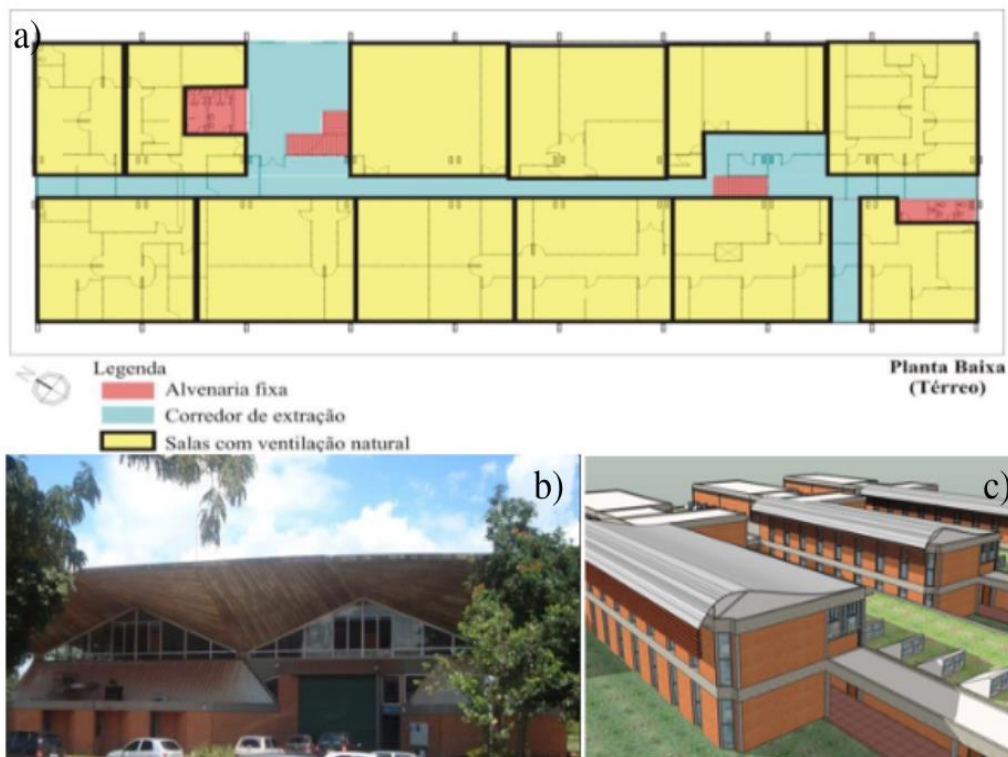 a)
Legenda
Alvenaria fixa
Corredor de extração
Salas com ventilação natural
Planta Baixa
(Térreo)
N
b)
c)